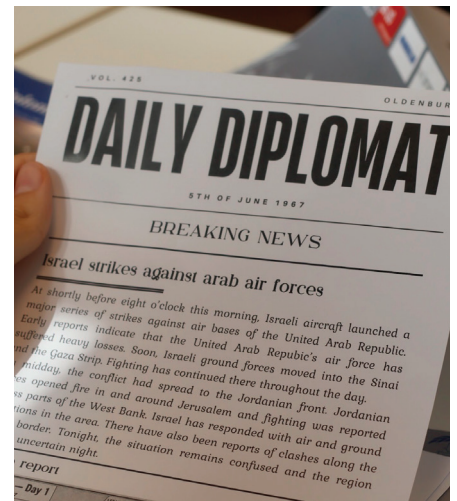 VOL. 425
OLDENBUR
DAILY DIPLOMAT
5TH OF JUNE 1967
BREAKING NEWS
Israel strikes against arab air forces
At shortly before eight o'clock this morning, Israeli aircraft launched a
major series of strikes against air bases of the United Arab Republic.
Early reports indicate that the United Arab Repubic's air force has
suffered heavy losses. Soon, Israeli ground forces moved into the Sinai
nd the Gaza Strip. Fighting has continued there throughout the day.
midday, the conflict had spread to the Jordanian front. Jordanian
es opened fire in and around Jerusalem and fighting was reported
ss parts of the West Bank. Israel has responded with air and ground
tions in the area. There have also been reports of clashes along the
border. Tonight, the situation remains confused and the region
uncertain night.
report
— Day 1